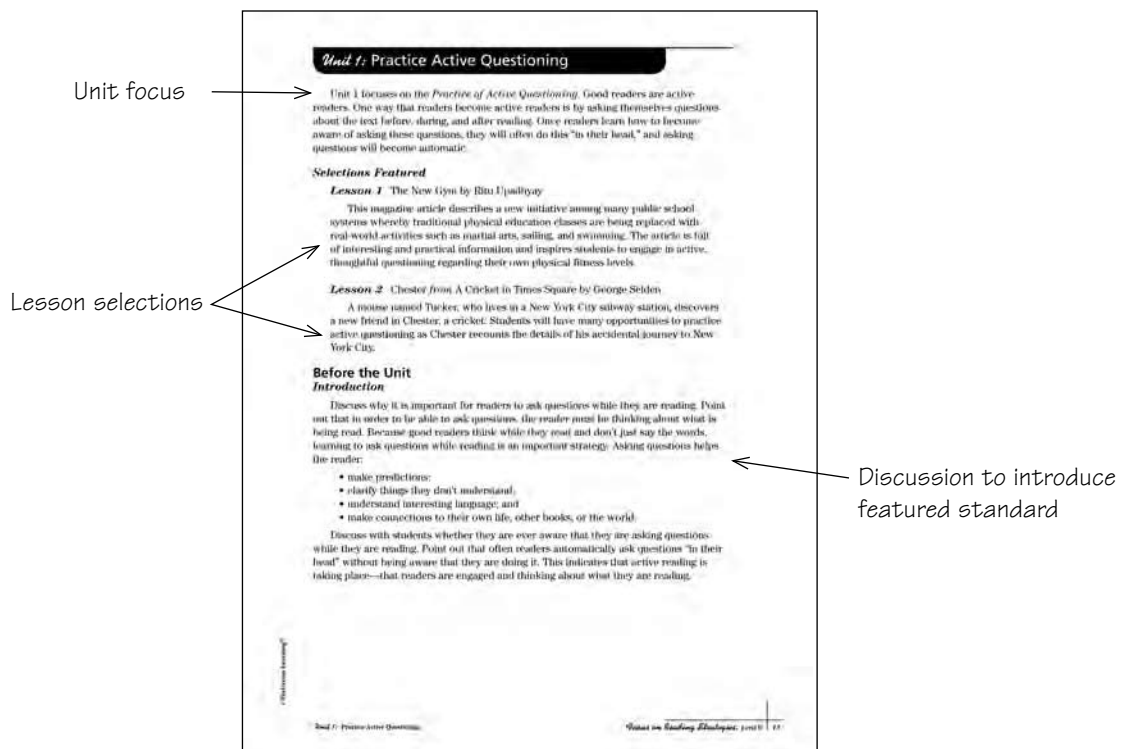 Unit 1: Practice Active Questioning
Unit focus
Unit 1 focuses on the Practice of Active Questioning. Good readers are active
readers. One way that readers become active readers is by asking themselves questions
about the text before, during, and after reading. Once readers learn how to become
aware of asking these questions, they will often do this "in their head," and asking
questions will become automatic.
Selections Featured
Lesson 1 The New Gym by Ritu Upadhyay
This magazine article describes a new initiative among many public school
systems whereby traditional physical education classes are being replaced with
real-world activities such as martial arts, sailing, and swimming. The article is full
of interesting and practical information and inspires students to engage in active,
thoughtful questioning regarding their own physical fitness levels.
Lesson selections
Lesson 2 Chester from A Cricket in Times Square by George Selden
A mouse named Tucker, who lives in a New York City subway station, discovers
a new friend in Chester, a cricket. Students will have many opportunities to practice
active questioning as Chester recounts the details of his accidental journey to New
York City.
Before the Unit
Introduction
Discuss why it is important for readers to ask questions while they are reading. Point
out that in order to be able to ask questions, the reader must be thinking about what is
being read. Because good readers think while they read and don't just say the words,
learning to ask questions while reading is an important strategy. Asking questions helps
the reader:
• make predictions;
• clarify things they don't understand;
• understand interesting language; and
• make connections to their own life, other books, or the world.
Discussion to introduce
featured standard
Discuss with students whether they are ever aware that they are asking questions
while they are reading. Point out that often readers automatically ask questions "in their
head" without being aware that they are doing it. This indicates that active reading is
taking place—that readers are engaged and thinking about what they are reading.
Unit 1: Practice Active Questioning
Focus on Reading Strategies,